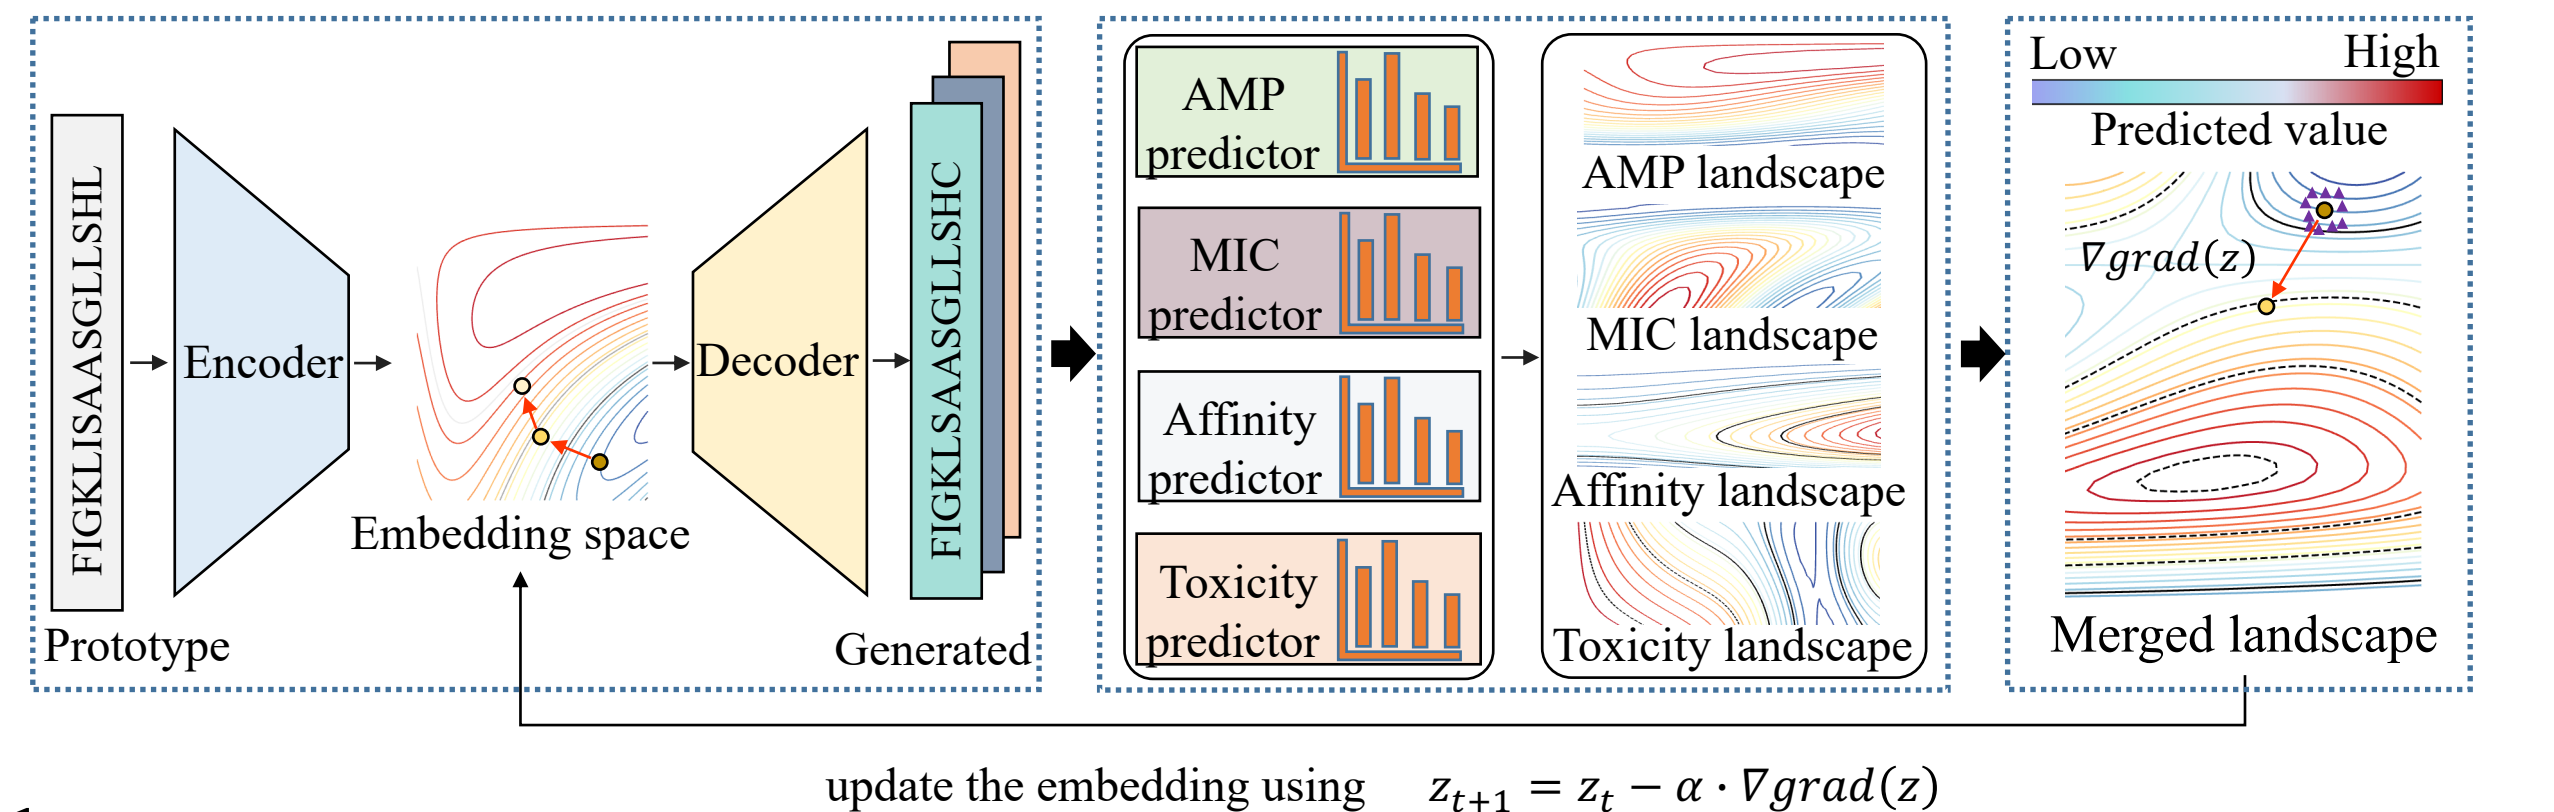 FIGKLISAASGLLSHL
Prototype
Encoder
Embedding space
Decoder
FIGKLSAASGLLSHC
Generated
AMP
predictor
MIC
predictor
Affinity
predictor
Toxicity
predictor
AMP landscape
MIC landscape
Affinity landscape
Toxicity landscape
Low High
Predicted value
∇grad(z)
Merged landscape
update the embedding using z_{t+1} = z_t − α · ∇grad(z)